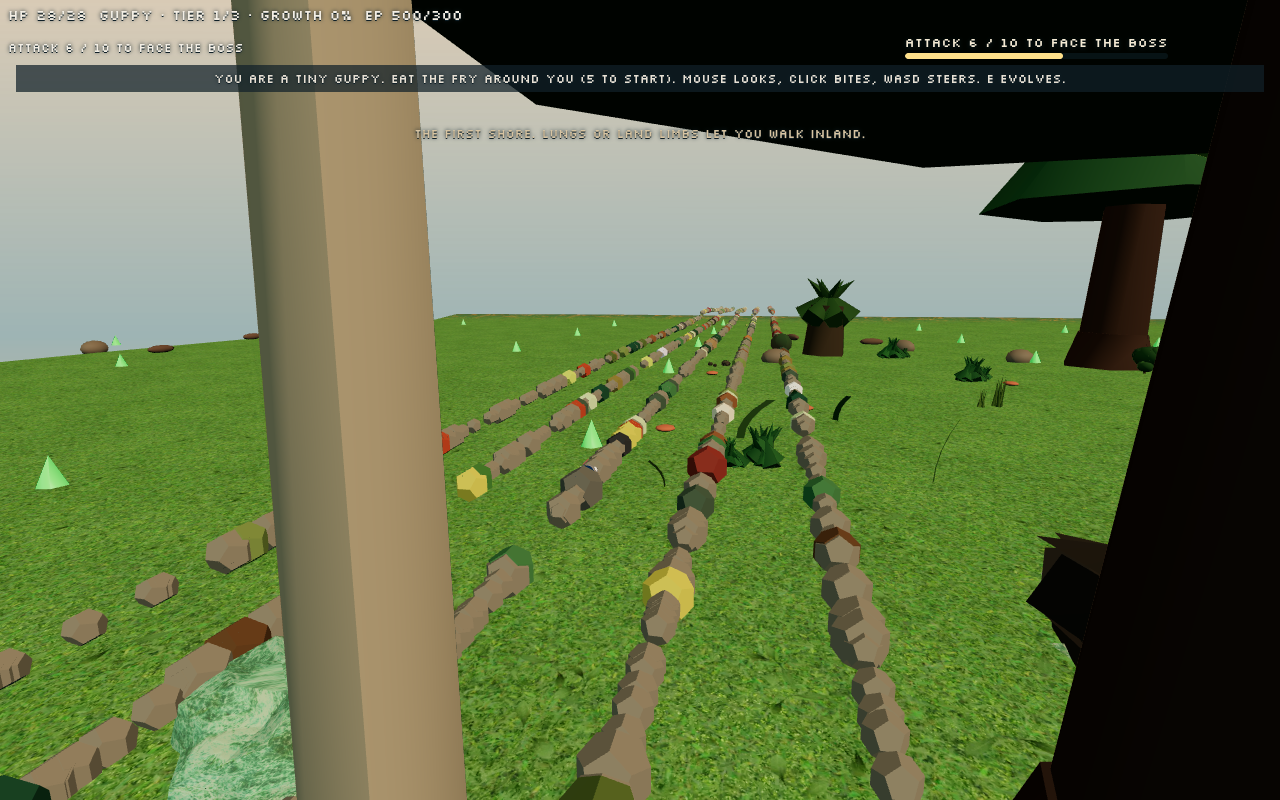 HP 28/28 GUPPY · TIER 1/3 · GROWTH 0% EP 500/300
ATTACK 6 / 10 TO FACE THE BOSS
ATTACK 6 / 10 TO FACE THE BOSS
YOU ARE A TINY GUPPY. EAT THE FRY AROUND YOU (5 TO START). MOUSE LOOKS, CLICK BITES, WASD STEERS. E EVOLVES.
THE FIRST SHORE. LUNGS OR LAND LIMBS LET YOU WALK INLAND.